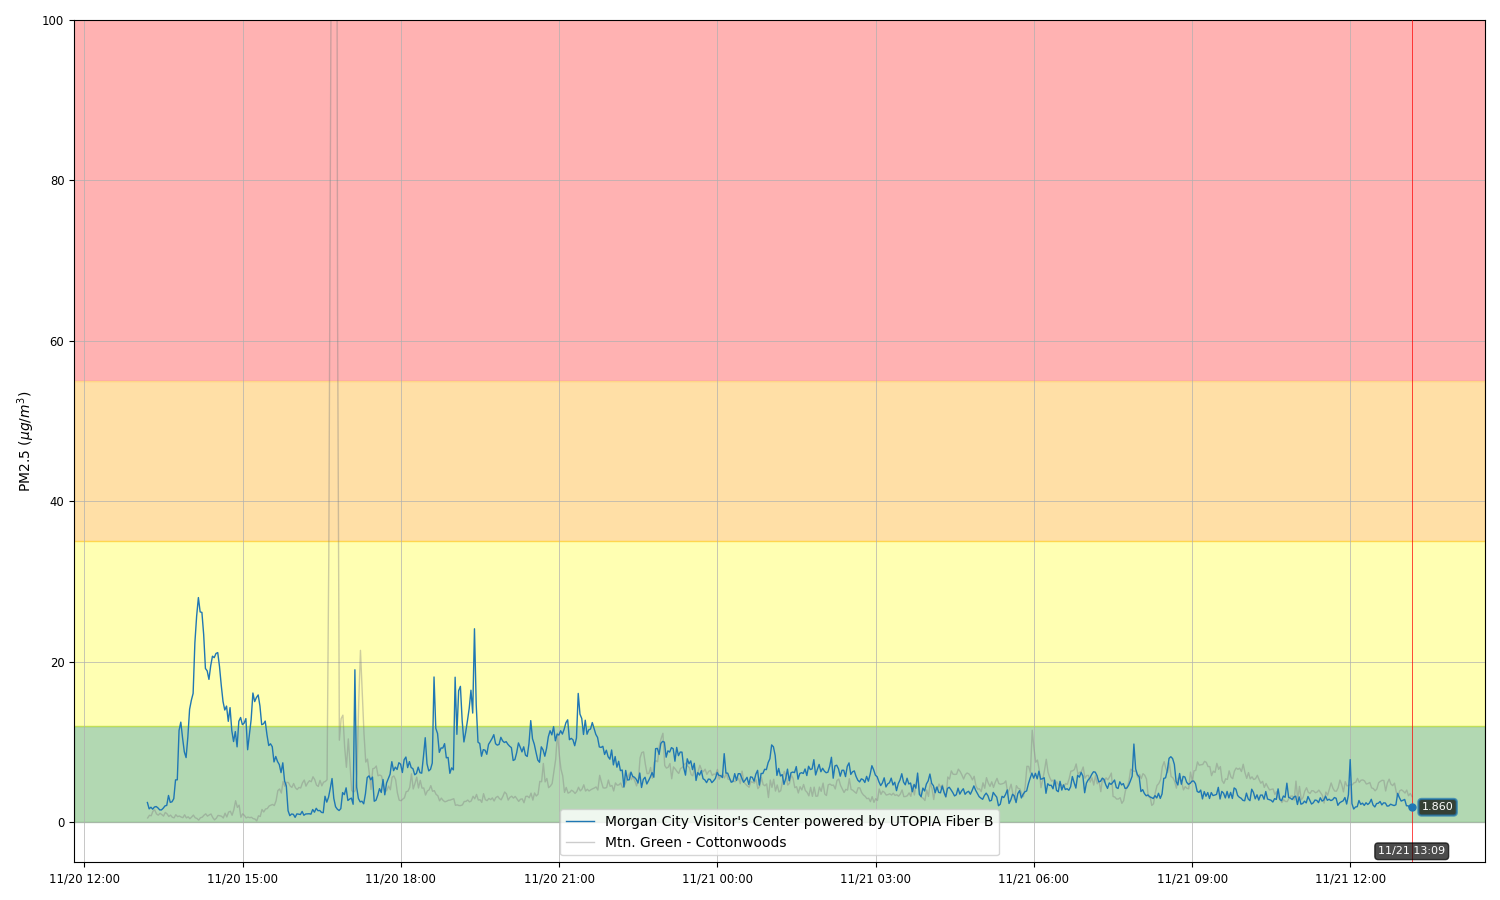 100
80
60
40
20
0
PM2.5 (μg/m³)
Morgan City Visitor's Center powered by UTOPIA Fiber B
Mtn. Green - Cottonwoods
1.860
11/21 13:09
11/20 12:00 11/20 15:00 11/20 18:00 11/20 21:00 11/21 00:00 11/21 03:00 11/21 06:00 11/21 09:00 11/21 12:00